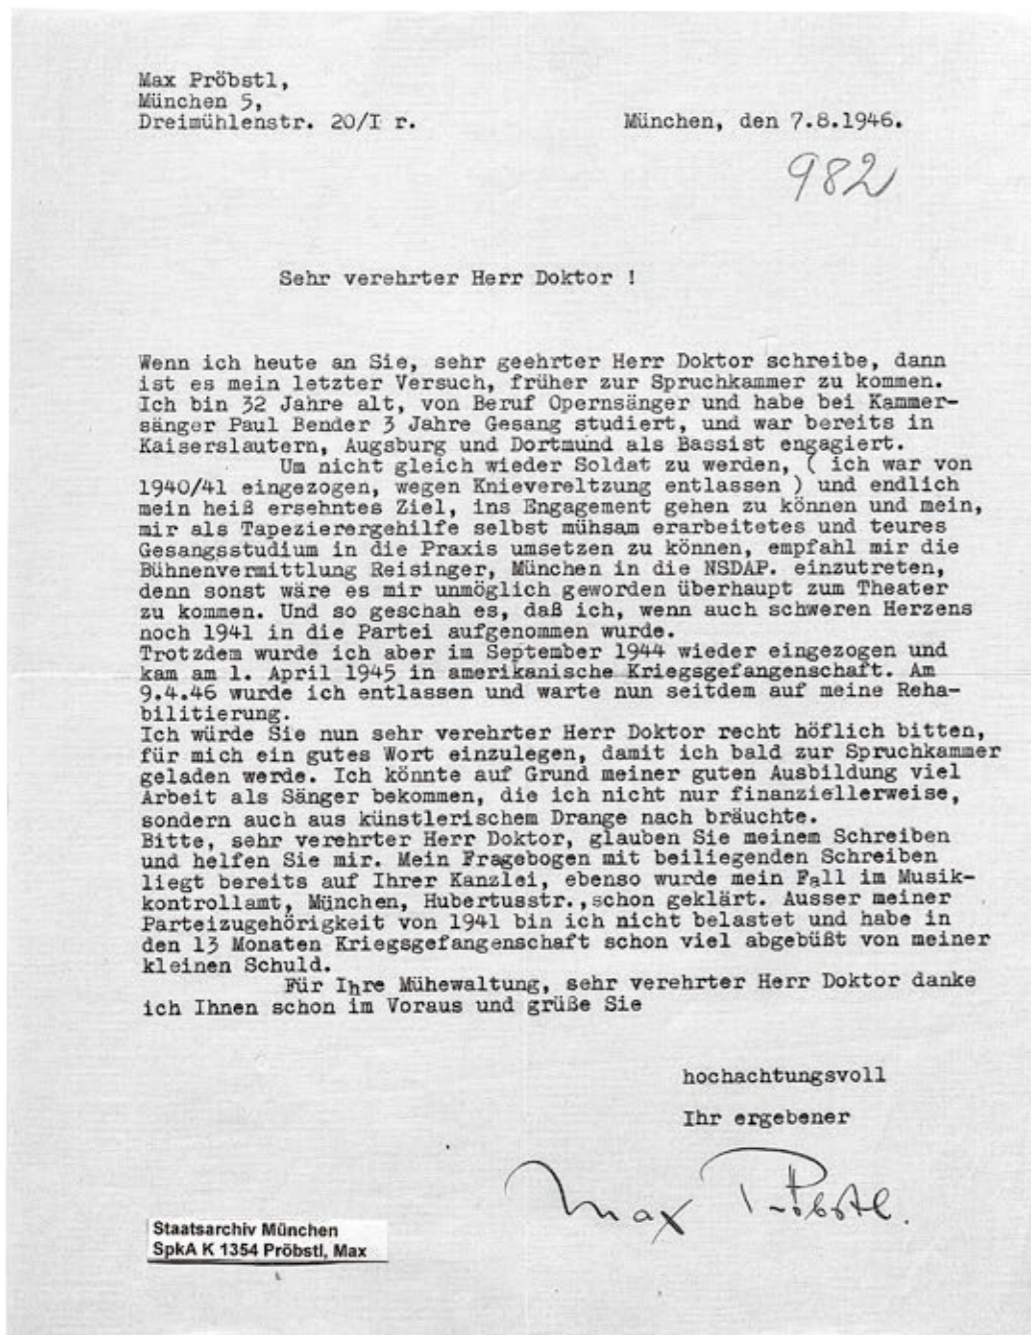 Max Pröbstl,
München 5,
Dreimühlenstr. 20/I r.
München, den 7.8.1946.
982
Sehr verehrter Herr Doktor !
Wenn ich heute an Sie, sehr geehrter Herr Doktor schreibe, dann
ist es mein letzter Versuch, früher zur Spruchkammer zu kommen.
Ich bin 32 Jahre alt, von Beruf Opernsänger und habe bei Kammer-
sänger Paul Bender 3 Jahre Gesang studiert, und war bereits in
Kaiserslautern, Augsburg und Dortmund als Bassist engagiert.
Um nicht gleich wieder Soldat zu werden, ( ich war von
1940/41 eingezogen, wegen Knievereltzung entlassen ) und endlich
mein heiß ersehntes Ziel, ins Engagement gehen zu können und mein,
mir als Tapezierergehilfe selbst mühsam erarbeitetes und teures
Gesangsstudium in die Praxis umsetzen zu können, empfahl mir die
Bühnenvermittlung Reisinger, München in die NSDAP. einzutreten,
denn sonst wäre es mir unmöglich geworden überhaupt zum Theater
zu kommen. Und so geschah es, daß ich, wenn auch schweren Herzens
noch 1941 in die Partei aufgenommen wurde.
Trotzdem wurde ich aber im September 1944 wieder eingezogen und
kam am 1. April 1945 in amerikanische Kriegsgefangenschaft. Am
9.4.46 wurde ich entlassen und warte nun seitdem auf meine Reha-
bilitierung.
Ich würde Sie nun sehr verehrter Herr Doktor recht höflich bitten,
für mich ein gutes Wort einzulegen, damit ich bald zur Spruchkammer
geladen werde. Ich könnte auf Grund meiner guten Ausbildung viel
Arbeit als Sänger bekommen, die ich nicht nur finanziellerweise,
sondern auch aus künstlerischem Drange nach bräuchte.
Bitte, sehr verehrter Herr Doktor, glauben Sie meinem Schreiben
und helfen Sie mir. Mein Fragebogen mit beiliegenden Schreiben
liegt bereits auf Ihrer Kanzlei, ebenso wurde mein Fall im Musik-
kontrollamt, München, Hubertusstr.,schon geklärt. Ausser meiner
Parteizugehörigkeit von 1941 bin ich nicht belastet und habe in
den 13 Monaten Kriegsgefangenschaft schon viel abgebüßt von meiner
kleinen Schuld.
Für Ihre Mühewaltung, sehr verehrter Herr Doktor danke
ich Ihnen schon im Voraus und grüße Sie
hochachtungsvoll
Ihr ergebener
Max Pröbstl.
Staatsarchiv München
SpkA K 1354 Pröbstl, Max